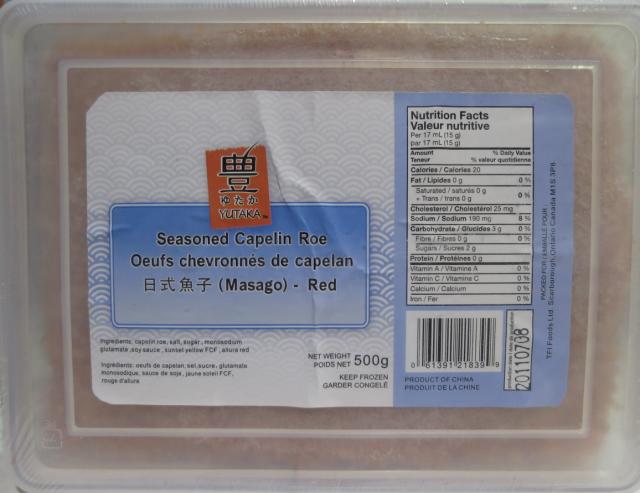 豊
ゆたか
YUTAKA
Seasoned Capelin Roe
Oeufs chevronnés de capelan
日式魚子 (Masago) - Red
Ingredients: capelin roe, salt, sugar, monosodium
glutamate, soy sauce, sunset yellow FCF, allura red
Ingrédients: oeufs de capelan, sel, sucre, glutamate
monosodique, sauce de soja, jaune soleil FCF,
rouge d'allura
NET WEIGHT
POIDS NET 500g
KEEP FROZEN
GARDER CONGELÉ
Nutrition Facts
Valeur nutritive
Per 17 mL (15 g)
par 17 mL (15 g)
Amount % Daily Value
Teneur % valeur quotidienne
Calories / Calories 20
Fat / Lipides 0 g 0 %
Saturated / saturés 0 g
+ Trans / trans 0 g 0 %
Cholesterol / Cholestérol 25 mg
Sodium / Sodium 190 mg 8 %
Carbohydrate / Glucides 3 g 0 %
Fibre / Fibres 0 g 0 %
Sugars / Sucres 2 g
Protein / Protéines 0 g
Vitamin A / Vitamine A 0 %
Vitamin C / Vitamine C 0 %
Calcium / Calcium 0 %
Iron / Fer 0 %
0 61391 21839 9
PRODUCT OF CHINA
PRODUIT DE LA CHINE
20110708
PACKED FOR / EMBALLÉ POUR
TFI Foods Ltd. Scarborough, Ontario Canada M1S 3P8